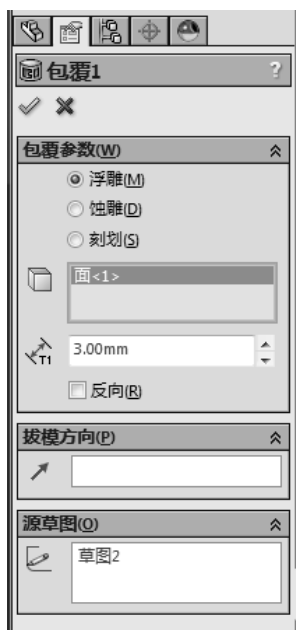 包覆1 ?
包覆参数(W)
浮雕(M)
蚀雕(D)
刻划(S)
面<1>
T1
3.00mm
反向(R)
拔模方向(P)
源草图(O)
草图2